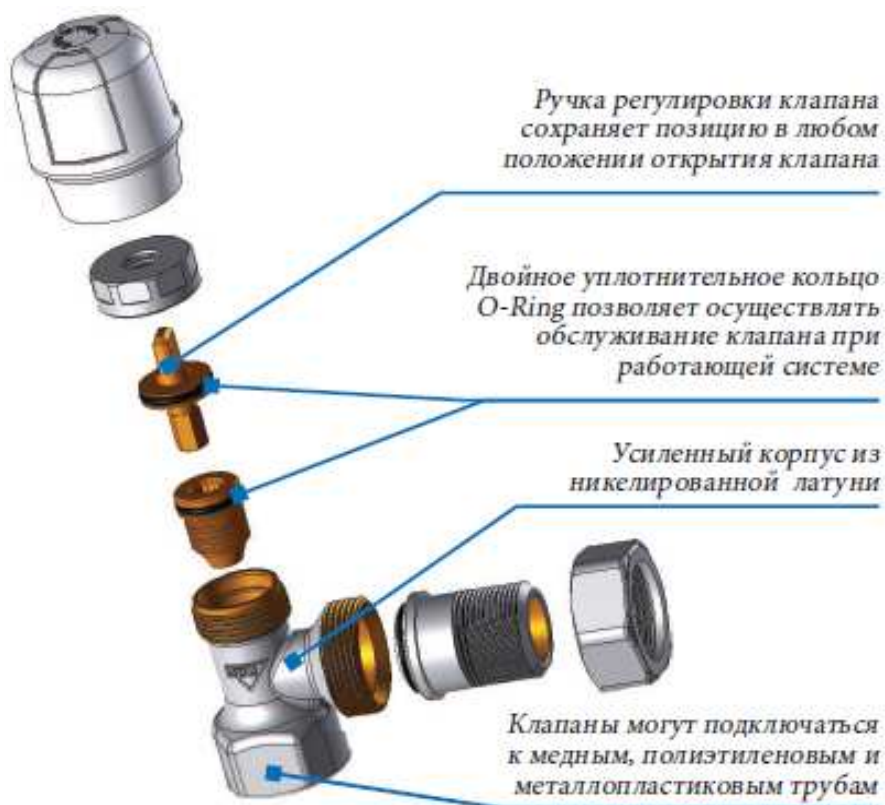 Ручка регулировки клапана
сохраняет позицию в любом
положении открытия клапана
Двойное уплотнительное кольцо
O-Ring позволяет осуществлять
обслуживание клапана при
работающей системе
Усиленный корпус из
никелированной латуни
Клапаны могут подключаться
к медным, полиэтиленовым и
металлопластиковым трубам